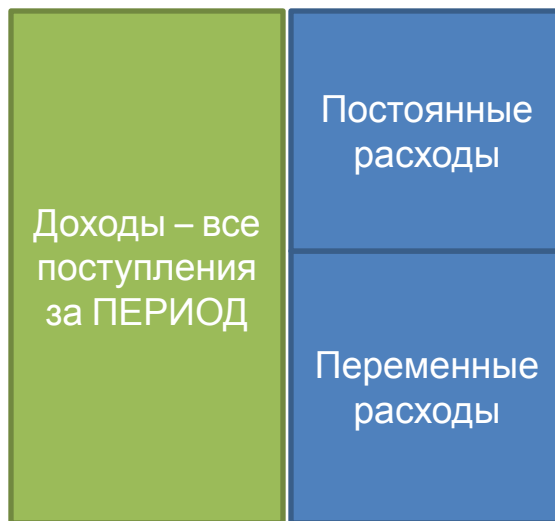 Доходы – все
поступления
за ПЕРИОД
Постоянные
расходы
Переменные
расходы